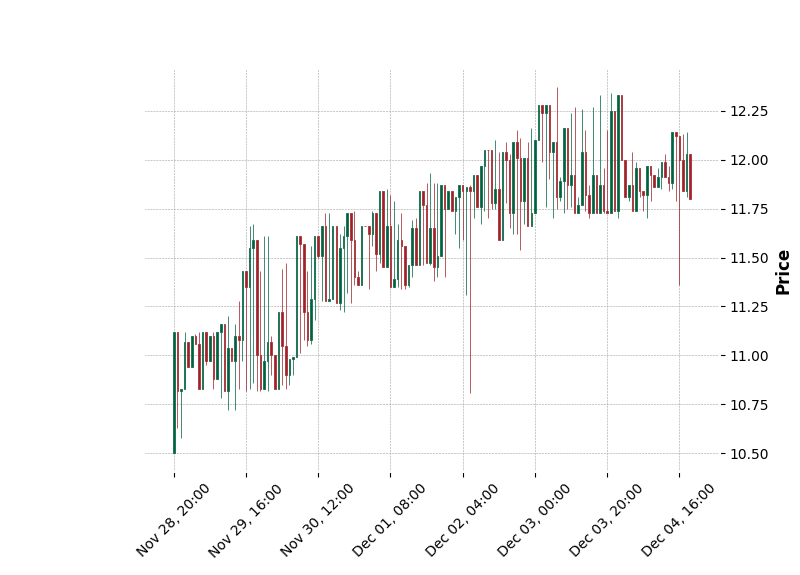 12.25
12.00
11.75
11.50
11.25
11.00
10.75
10.50
Price
Nov 28, 20:00
Nov 29, 16:00
Nov 30, 12:00
Dec 01, 08:00
Dec 02, 04:00
Dec 03, 00:00
Dec 03, 20:00
Dec 04, 16:00